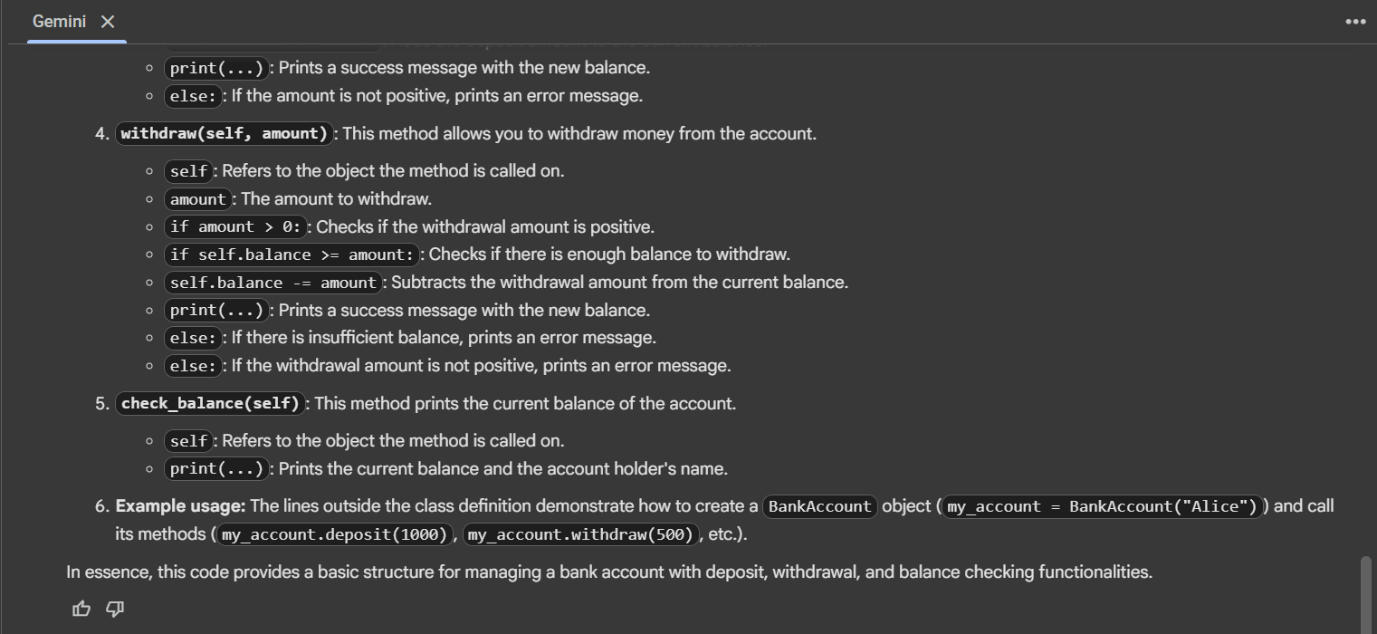 Gemini
print(...): Prints a success message with the new balance.
else:: If the amount is not positive, prints an error message.
4. withdraw(self, amount): This method allows you to withdraw money from the account.
self: Refers to the object the method is called on.
amount: The amount to withdraw.
if amount > 0:: Checks if the withdrawal amount is positive.
if self.balance >= amount:: Checks if there is enough balance to withdraw.
self.balance -= amount: Subtracts the withdrawal amount from the current balance.
print(...): Prints a success message with the new balance.
else:: If there is insufficient balance, prints an error message.
else:: If the withdrawal amount is not positive, prints an error message.
5. check_balance(self): This method prints the current balance of the account.
self: Refers to the object the method is called on.
print(...): Prints the current balance and the account holder's name.
6. Example usage: The lines outside the class definition demonstrate how to create a BankAccount object (my_account = BankAccount("Alice")) and call
its methods (my_account.deposit(1000), my_account.withdraw(500), etc.).
In essence, this code provides a basic structure for managing a bank account with deposit, withdrawal, and balance checking functionalities.